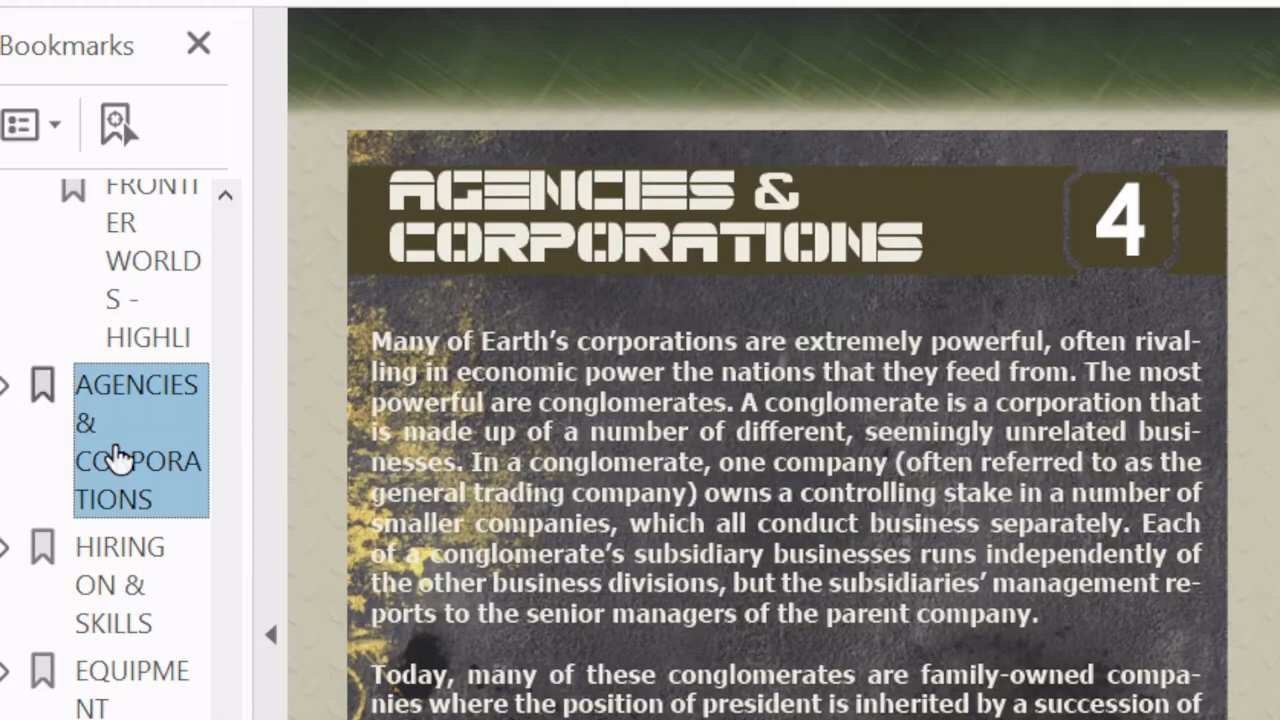 Bookmarks
FRONTI
ER
WORLD
S -
HIGHLI
AGENCIES
&
CORPORA
TIONS
HIRING
ON &
SKILLS
EQUIPME
NT
AGENCIES &
CORPORATIONS
4
Many of Earth’s corporations are extremely powerful, often rival-
ling in economic power the nations that they feed from. The most
powerful are conglomerates. A conglomerate is a corporation that
is made up of a number of different, seemingly unrelated busi-
nesses. In a conglomerate, one company (often referred to as the
general trading company) owns a controlling stake in a number of
smaller companies, which all conduct business separately. Each
of a conglomerate’s subsidiary businesses runs independently of
the other business divisions, but the subsidiaries’ management re-
ports to the senior managers of the parent company.
Today, many of these conglomerates are family-owned compa-
nies where the position of president is inherited by a succession of